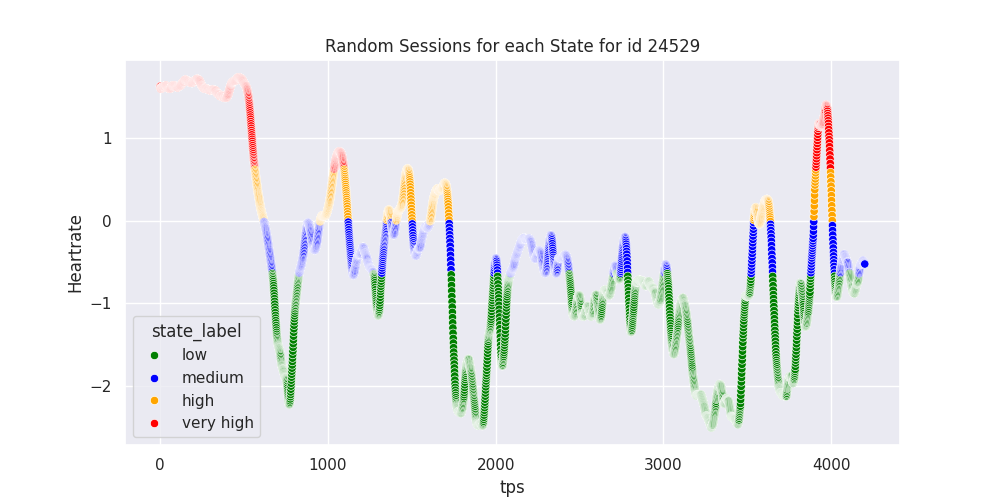 Random Sessions for each State for id 24529
Heartrate
1
0
−1
−2
state_label
low
medium
high
very high
0
1000
2000
3000
4000
tps